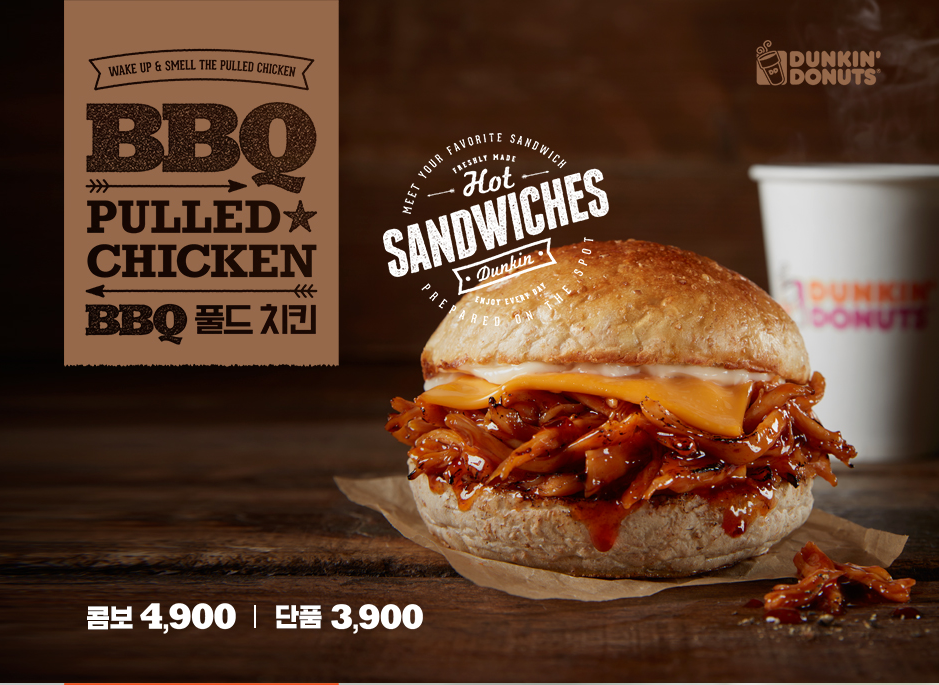 WAKE UP & SMELL THE PULLED CHICKEN
BBQ
PULLED
CHICKEN
BBQ 풀드 치킨
MEET YOUR FAVORITE SANDWICH
FRESHLY MADE
Hot
SANDWICHES
Dunkin
ENJOY EVERY DAY
PREPARED ON THE SPOT
DUNKIN'
DONUTS
DUNKIN'
DONUTS
콤보 4,900 | 단품 3,900